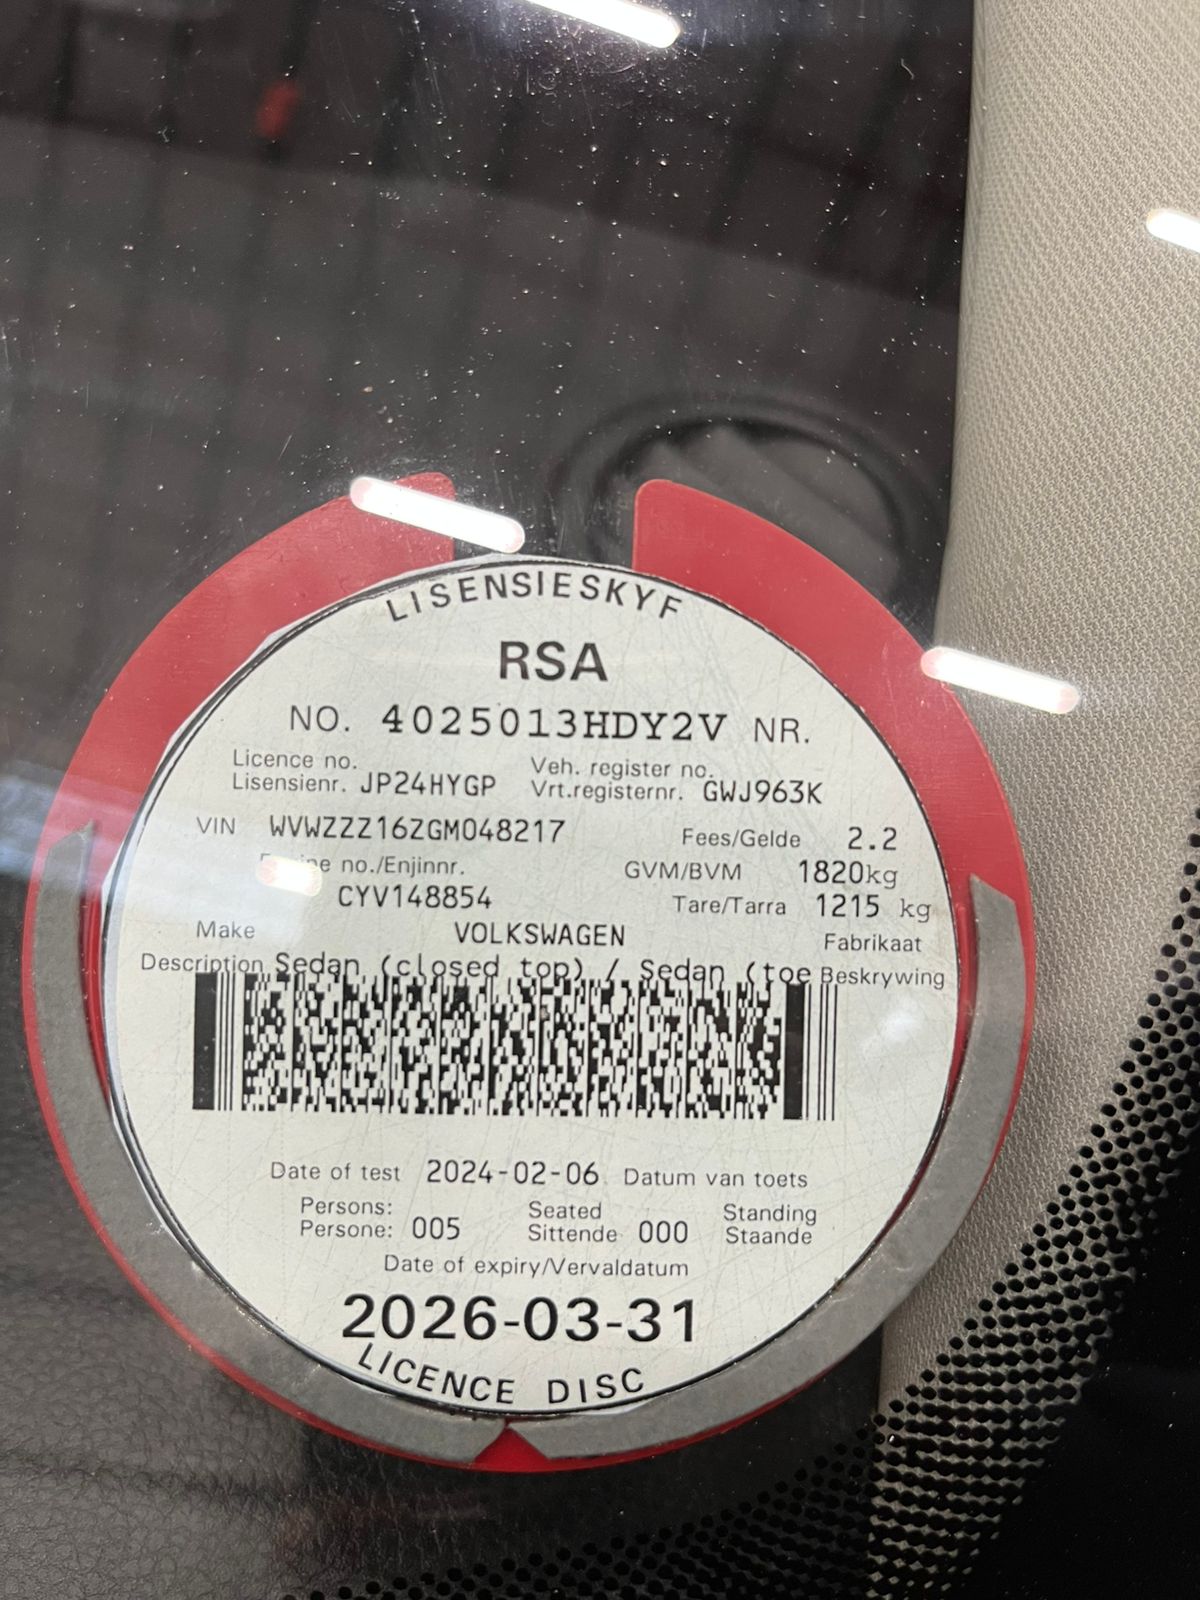 LISENSIESKYF
RSA
NO. 4025013HDY2V NR.
Licence no. Veh. register no.
Lisensienr. JP24HYGP Vrt.registernr. GWJ963K
VIN WVWZZZ16ZGM048217 Fees/Gelde 2.2
no./Enjinnr. GVM/BVM 1820kg
CYV148854 Tare/Tarra 1215 kg
Make VOLKSWAGEN Fabrikaat
Description Sedan (closed top) / Sedan (toe Beskrywing
Date of test 2024-02-06 Datum van toets
Persons: Seated Standing
Persone: 005 Sittende 000 Staande
Date of expiry/Vervaldatum
2026-03-31
LICENCE DISC